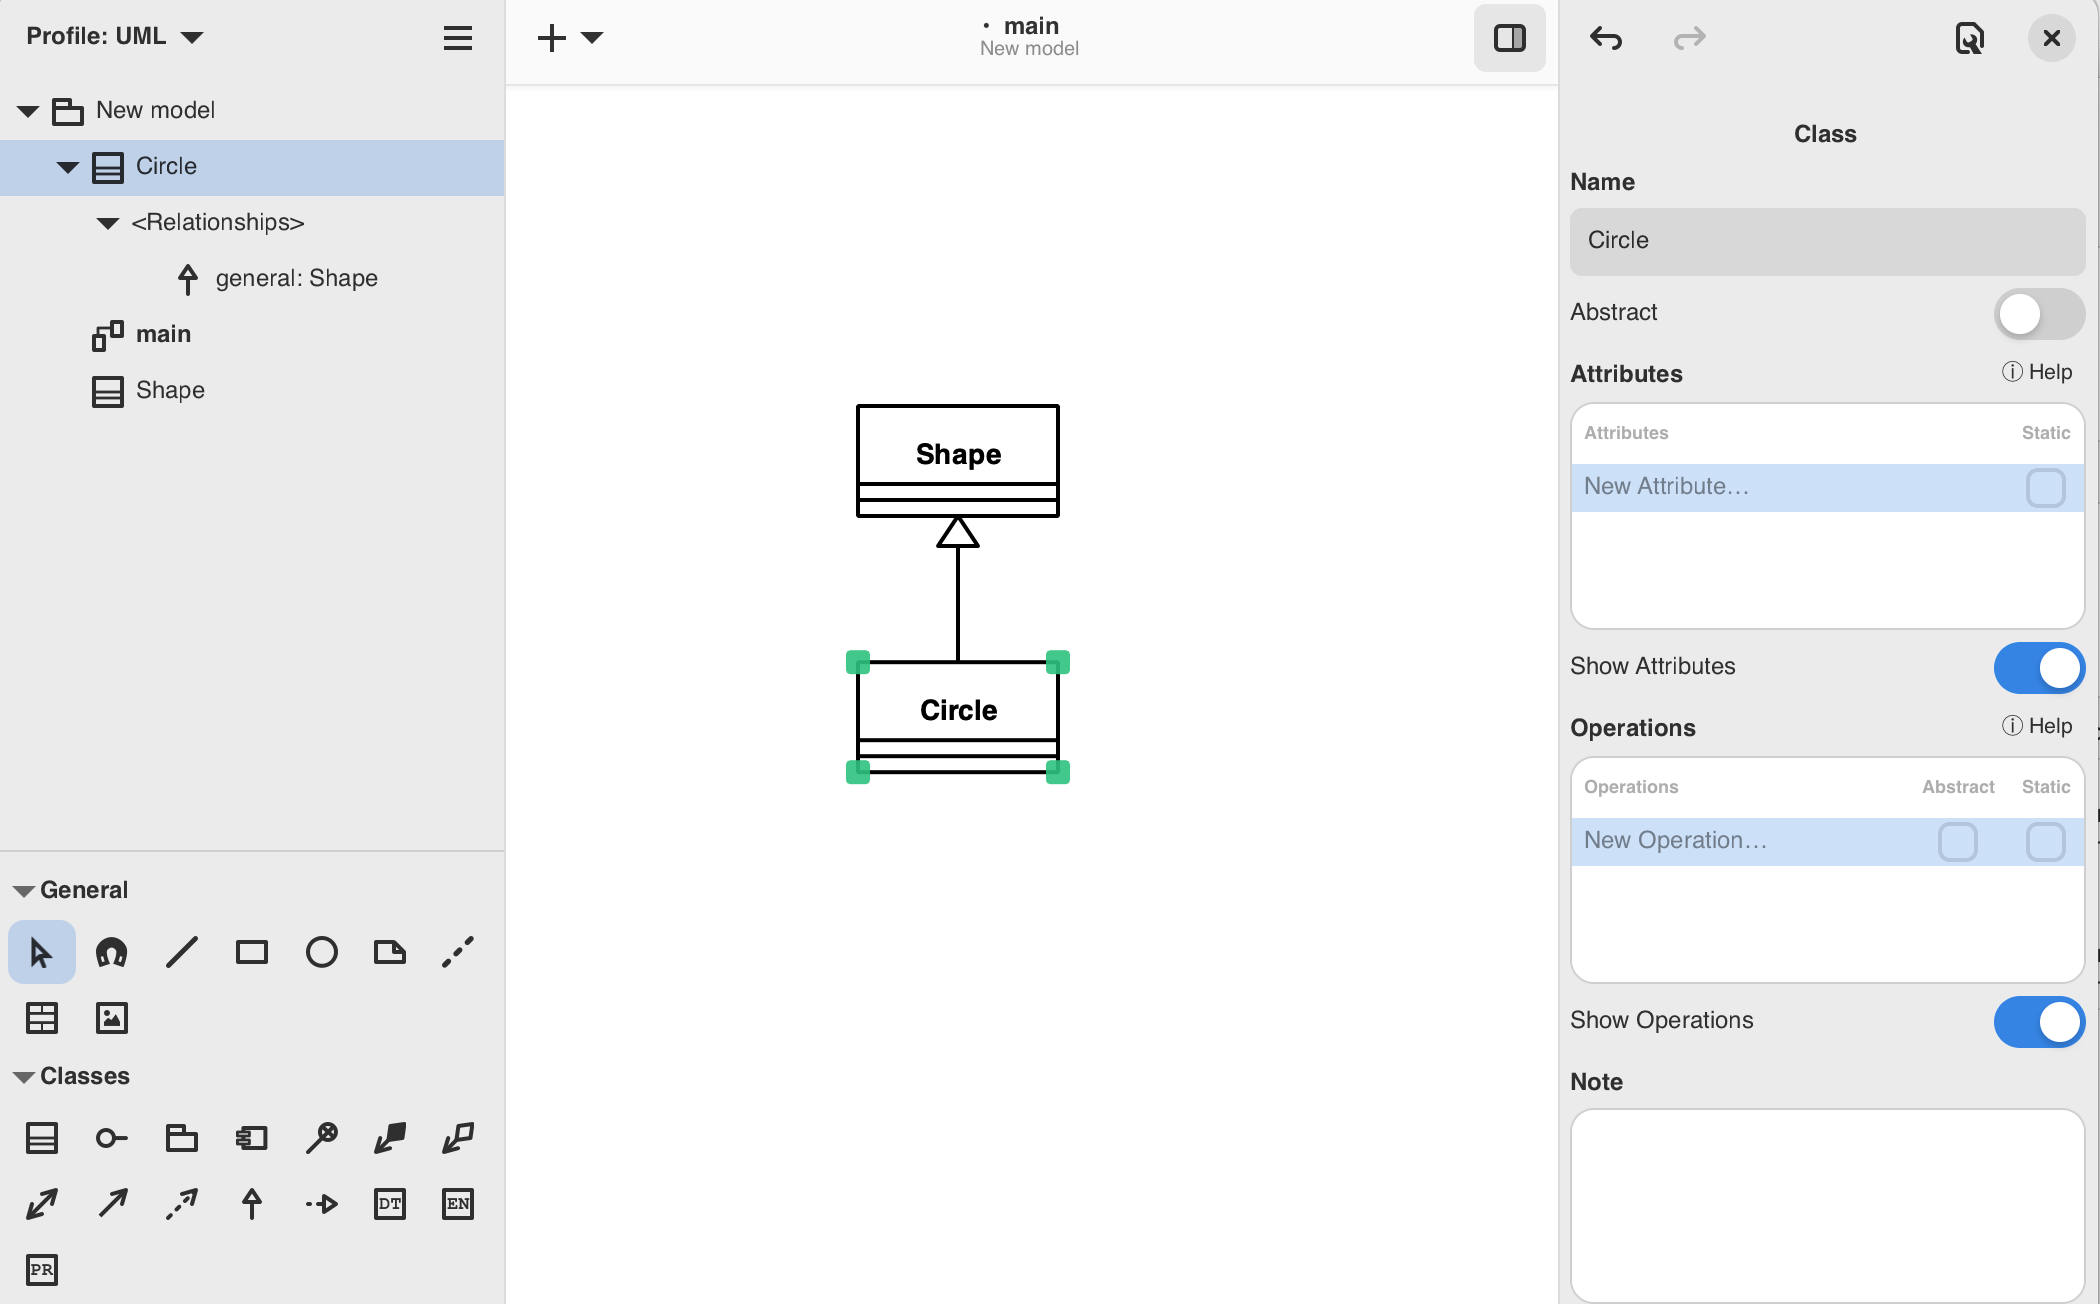 Profile: UML
New model
Circle
<Relationships>
general: Shape
main
Shape
General
Classes
DT
EN
PR
• main
New model
Shape
Circle
Class
Name
Circle
Abstract
Attributes
Help
Attributes Static
New Attribute…
Show Attributes
Operations
Help
Operations Abstract Static
New Operation…
Show Operations
Note